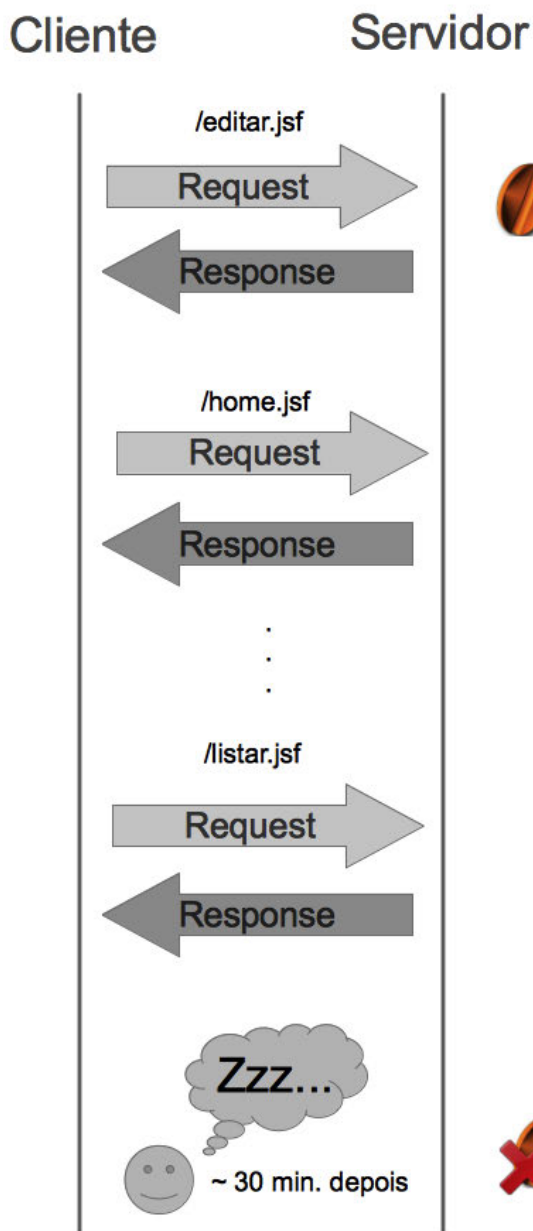 Cliente Servidor
/editar.jsf
Request
Response
/home.jsf
Request
Response
.
.
.
/listar.jsf
Request
Response
Zzz...
~ 30 min. depois